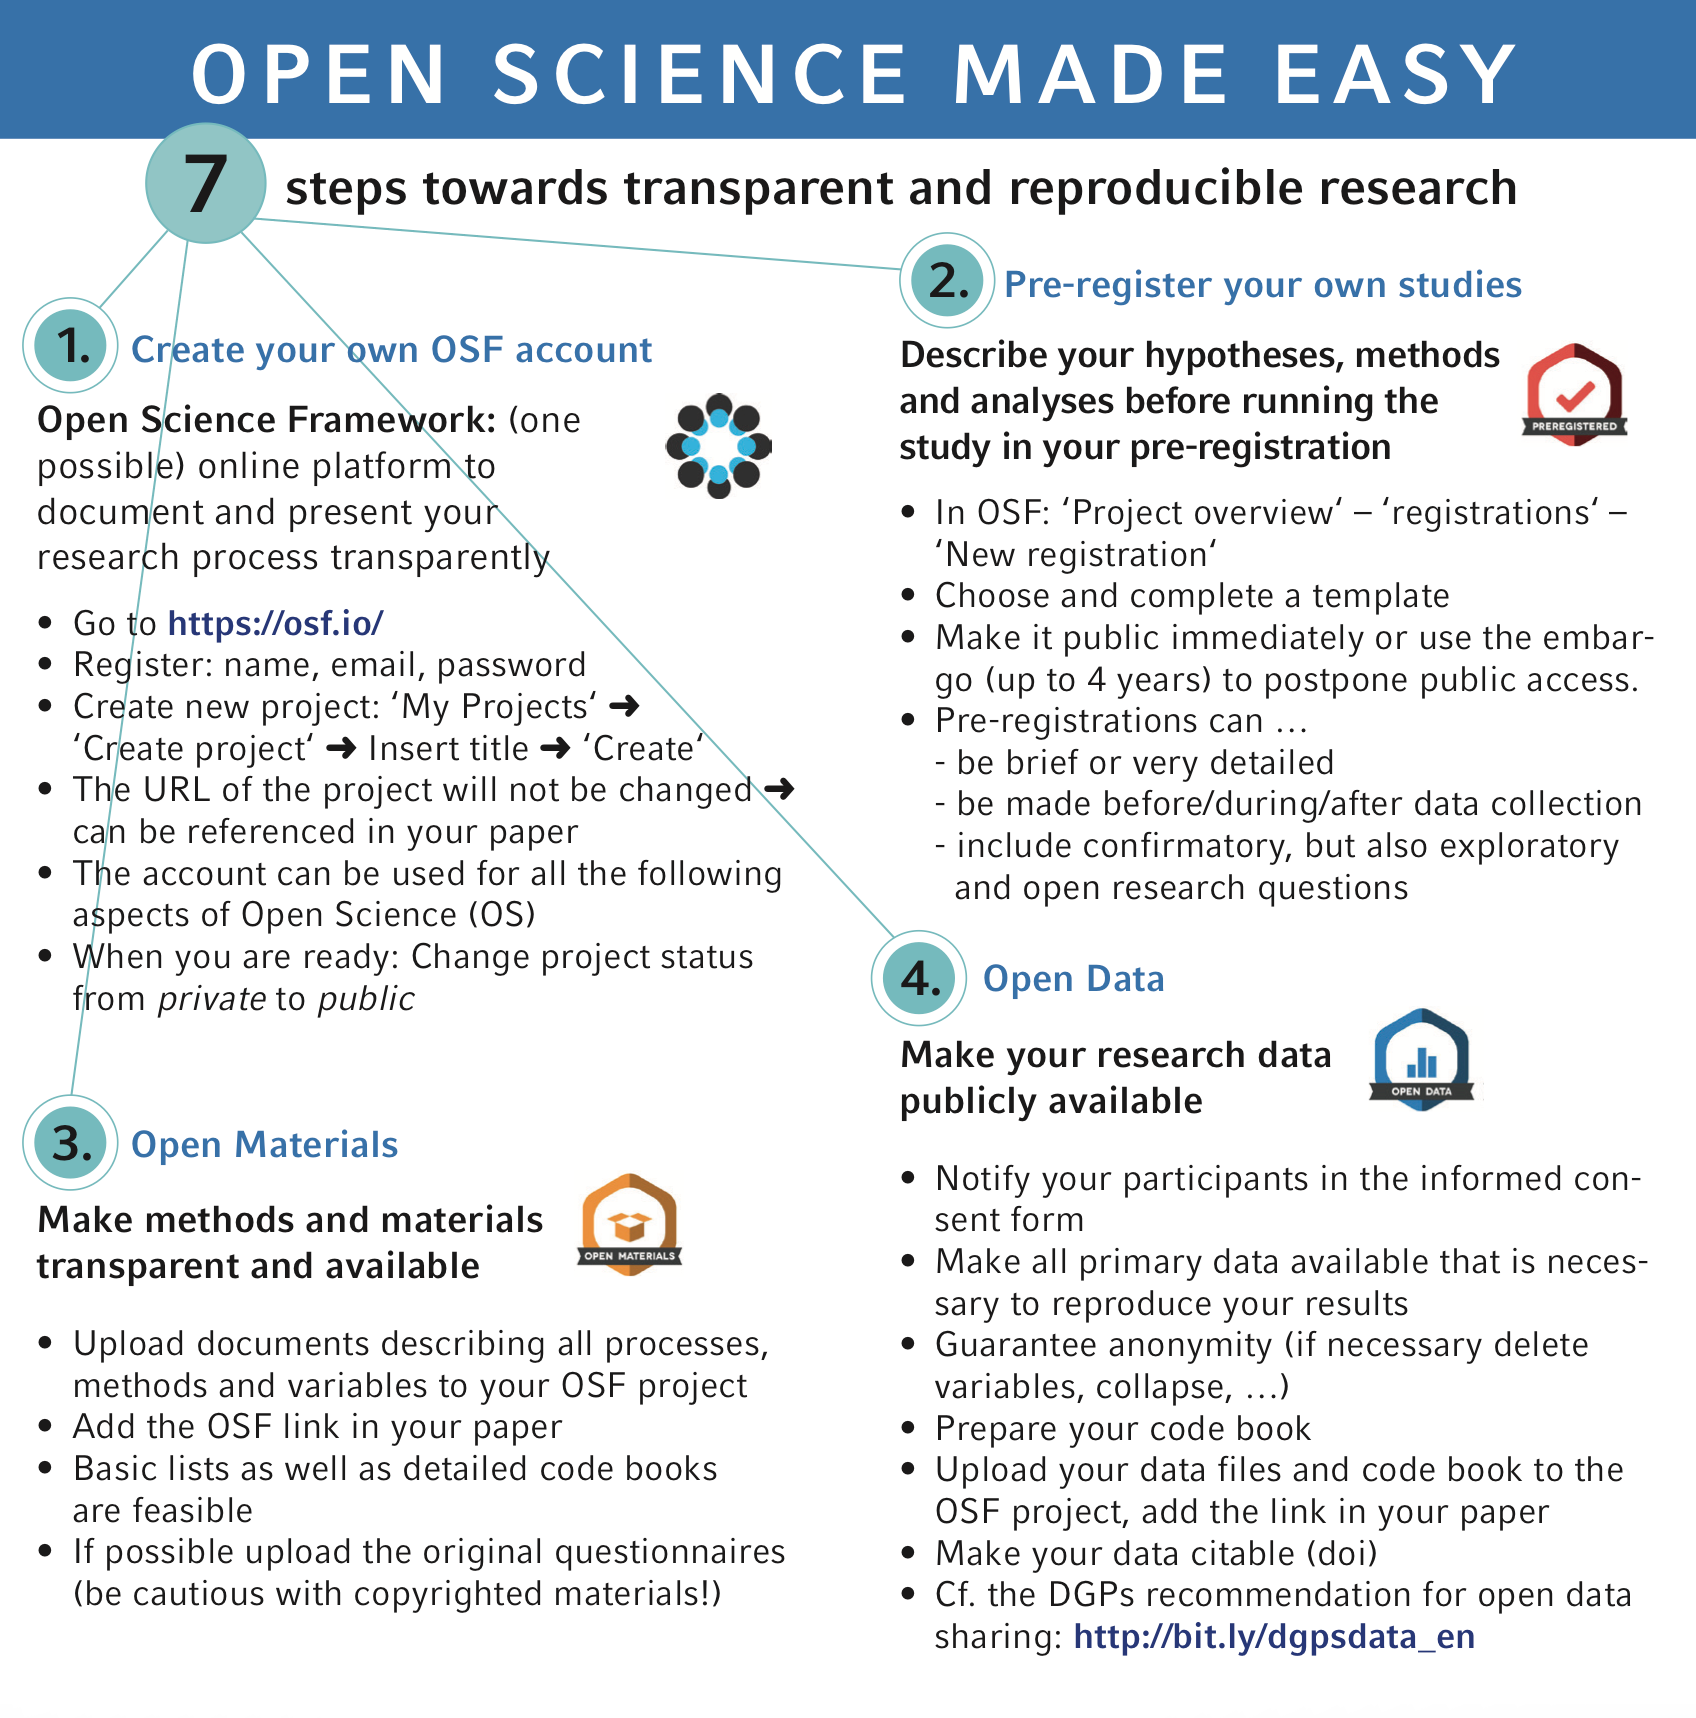 OPEN SCIENCE MADE EASY
7 steps towards transparent and reproducible research
1. Create your own OSF account
Open Science Framework: (one
possible) online platform to
document and present your
research process transparently
• Go to https://osf.io/
• Register: name, email, password
• Create new project: ‘My Projects‘ ➜
‘Create project‘ ➜ Insert title ➜ ‘Create‘
• The URL of the project will not be changed ➜
can be referenced in your paper
• The account can be used for all the following
aspects of Open Science (OS)
• When you are ready: Change project status
from private to public
2. Pre-register your own studies
Describe your hypotheses, methods
and analyses before running the
study in your pre-registration
PREREGISTERED
• In OSF: ‘Project overview‘ – ‘registrations‘ –
‘New registration‘
• Choose and complete a template
• Make it public immediately or use the embar-
go (up to 4 years) to postpone public access.
• Pre-registrations can …
- be brief or very detailed
- be made before/during/after data collection
- include confirmatory, but also exploratory
and open research questions
3. Open Materials
Make methods and materials
transparent and available
OPEN MATERIALS
• Upload documents describing all processes,
methods and variables to your OSF project
• Add the OSF link in your paper
• Basic lists as well as detailed code books
are feasible
• If possible upload the original questionnaires
(be cautious with copyrighted materials!)
4. Open Data
Make your research data
publicly available
OPEN DATA
• Notify your participants in the informed con-
sent form
• Make all primary data available that is neces-
sary to reproduce your results
• Guarantee anonymity (if necessary delete
variables, collapse, …)
• Prepare your code book
• Upload your data files and code book to the
OSF project, add the link in your paper
• Make your data citable (doi)
• Cf. the DGPs recommendation for open data
sharing: http://bit.ly/dgpsdata_en